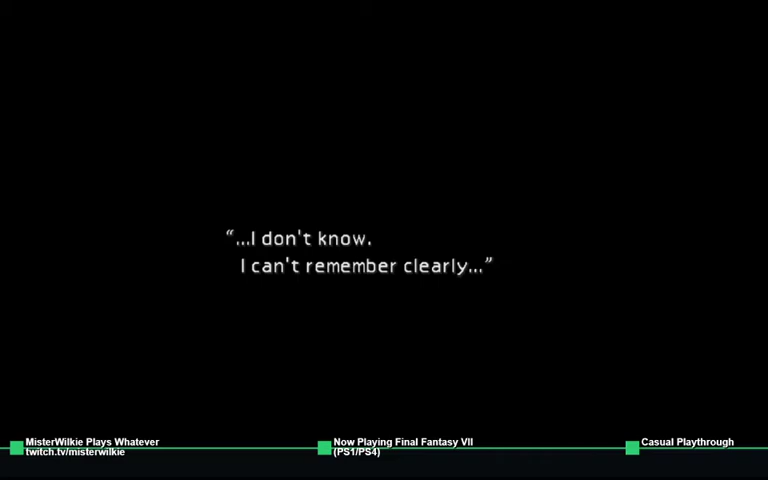 “...I don't know.
I can't remember clearly...”
MisterWilkie Plays Whatever
twitch.tv/misterwilkie
Now Playing Final Fantasy VII
(PS1/PS4)
Casual Playthrough